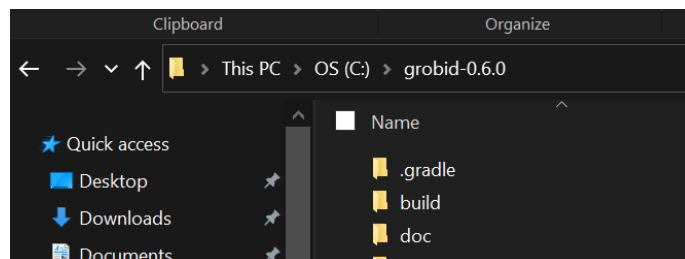 Clipboard
Organize
This PC > OS (C:) > grobid-0.6.0
Quick access
Desktop
Downloads
Documents
Name
.gradle
build
doc